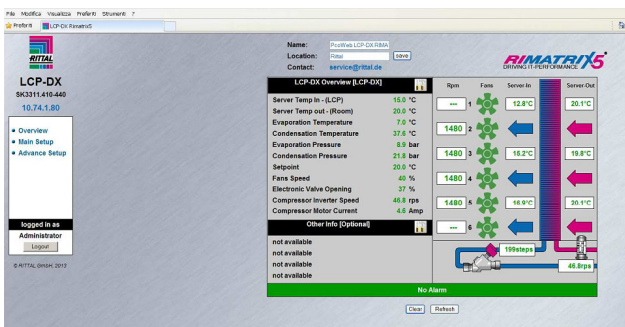 File Modifica Visualizza Preferiti Strumenti ?
Preferiti LCP-DX RimatriX5
RITTAL
LCP-DX
SK3311.410-440
10.74.1.80
Overview
Main Setup
Advance Setup
logged in as
Administrator
Logout
© RITTAL GmbH, 2013
Name: PcoWeb LCP-DX RIMA
Location: Rittal save
Contact: service@rittal.de
RIMATRIX5
DRIVING IT-PERFORMANCE
LCP-DX Overview [LCP-DX]
Server Temp In - (LCP) 15.0 °C
Server Temp out - (Room) 20.0 °C
Evaporation Temperature 7.0 °C
Condensation Temperature 37.6 °C
Evaporation Pressure 8.9 bar
Condensation Pressure 21.8 bar
Setpoint 20.0 °C
Fans Speed 40 %
Electronic Valve Opening 37 %
Compressor Inverter Speed 46.8 rps
Compressor Motor Current 4.6 Amp
Other Info [Optional]
not available
not available
not available
not available
Rpm Fans Server-In Server-Out
--- 1 12.8°C 20.1°C
1480 2
1480 3 15.2°C 19.8°C
1480 4
1480 5 16.9°C 20.1°C
--- 6
199steps
46.8rps
No Alarm
Clear Refresh